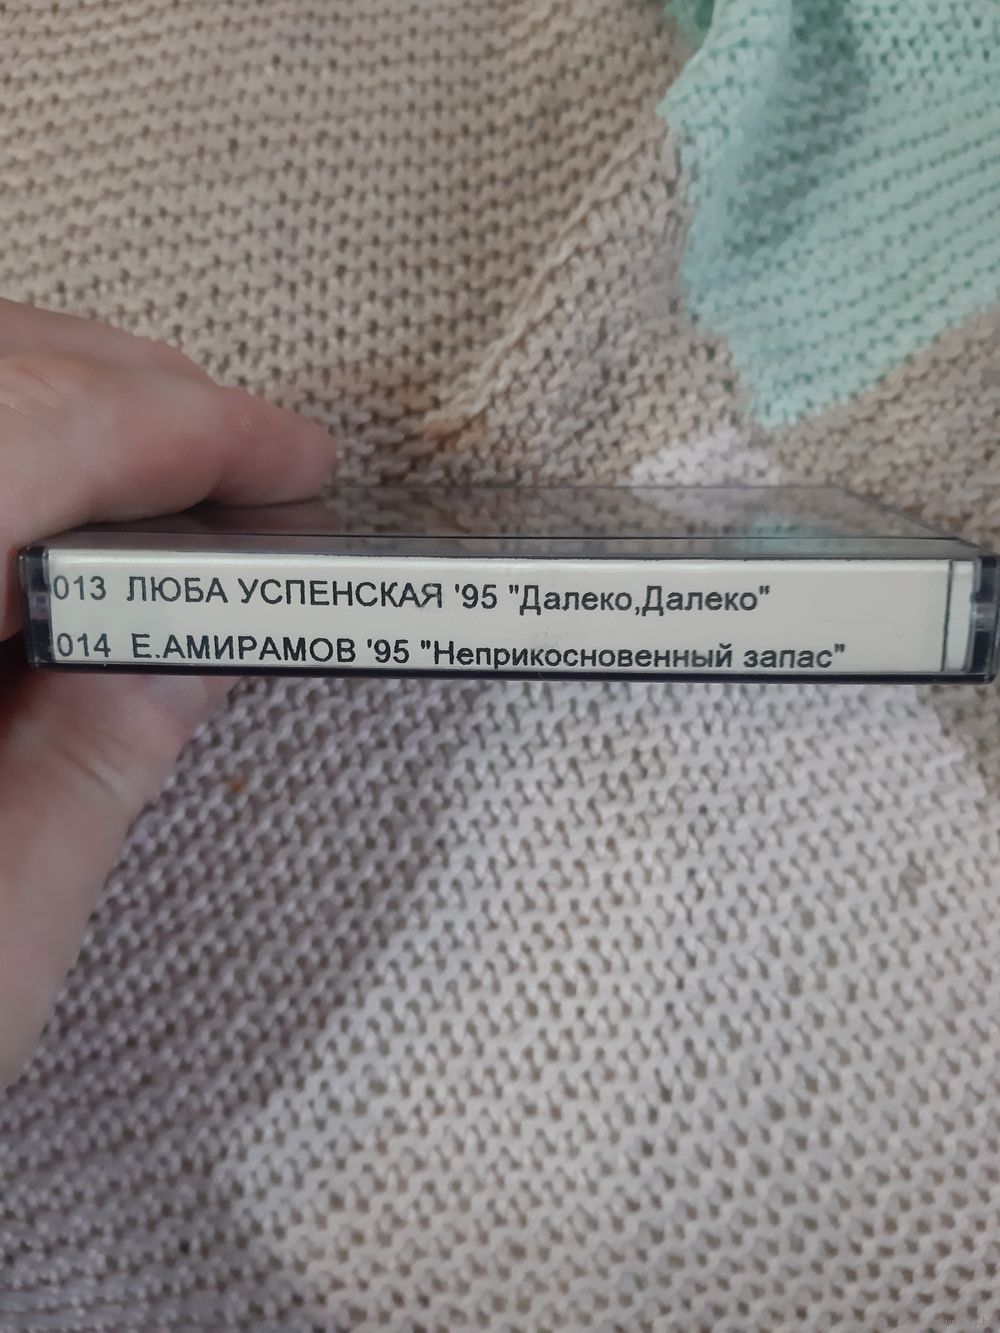 013 ЛЮБА УСПЕНСКАЯ '95 "Далеко,Далеко"
014 Е.АМИРАМОВ '95 "Неприкосновенный запас"